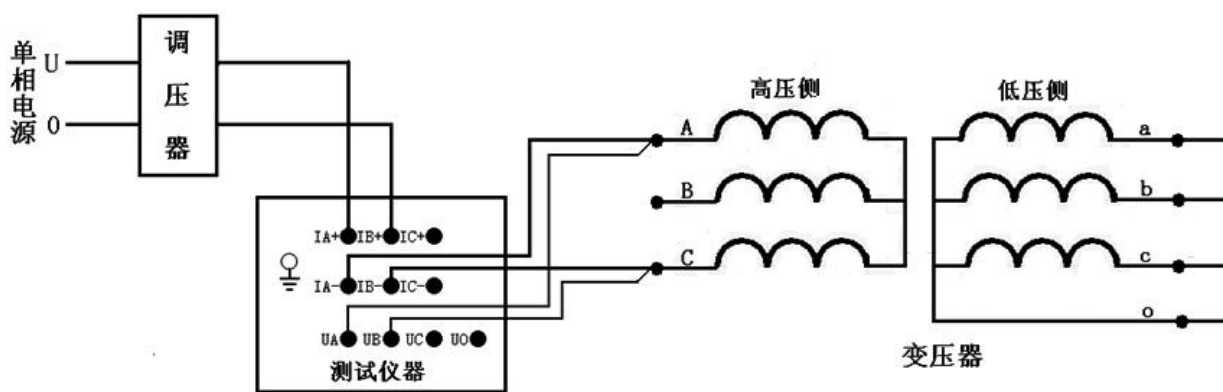 单相电源
U
0
调压器
高压侧
低压侧
A
B
C
a
b
c
o
IA+ IB+ IC+
IA- IB- IC-
UA UB UC UO
测试仪器
变压器